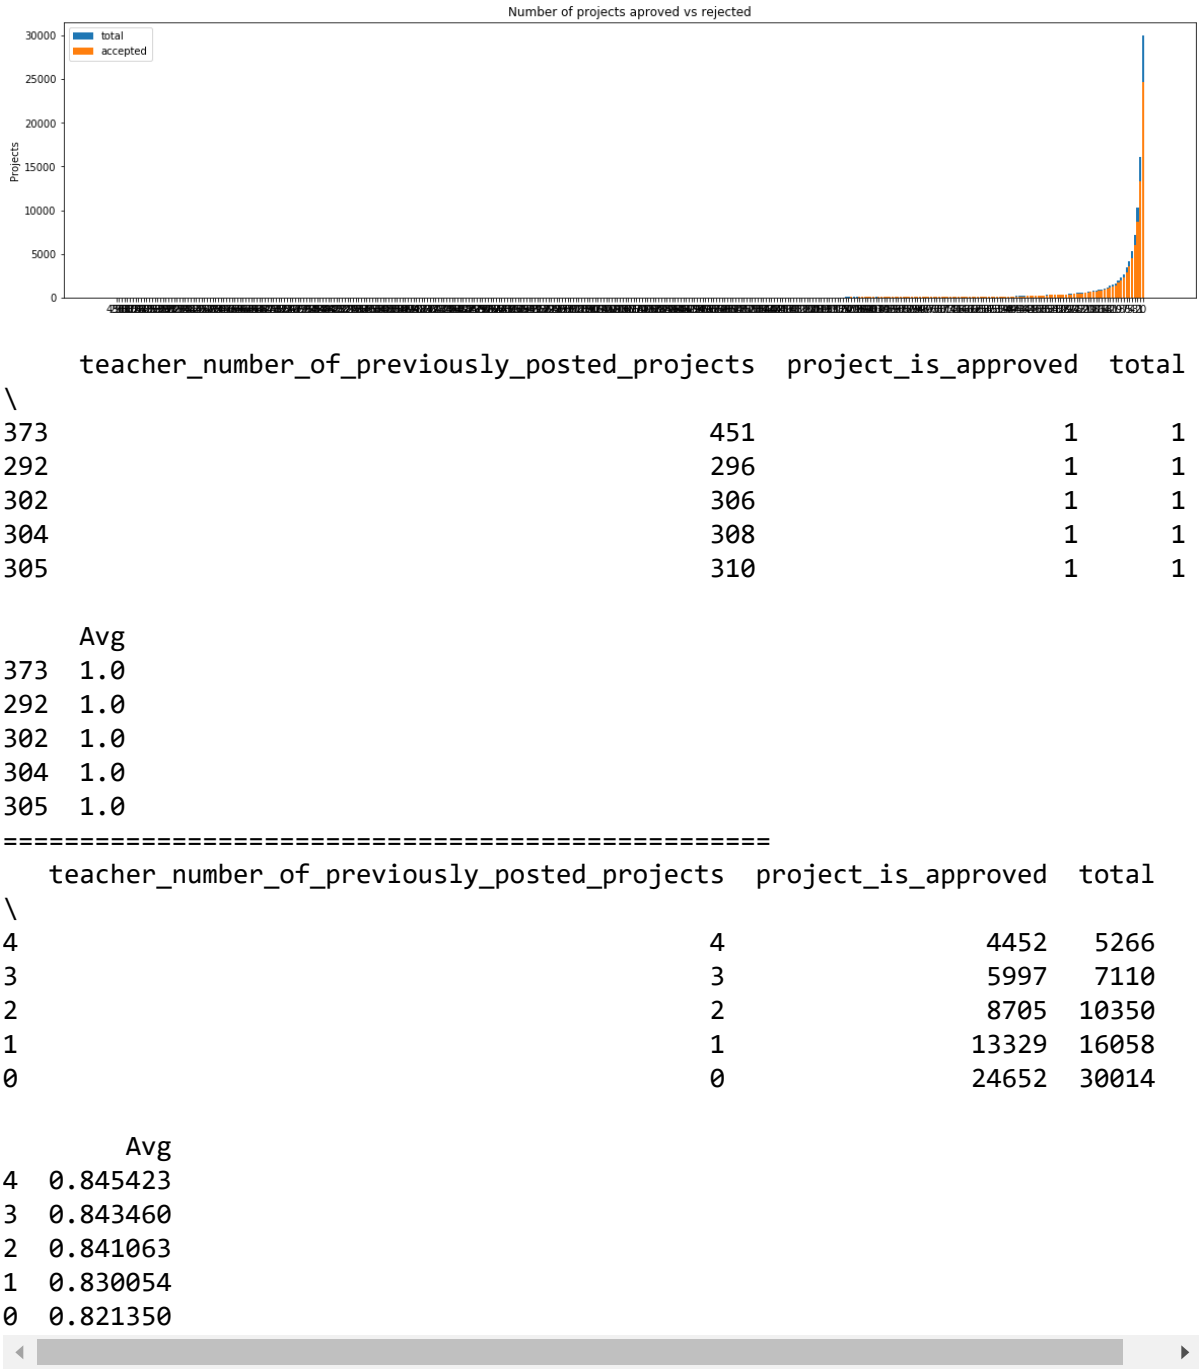 Number of projects aproved vs rejected
total
accepted
30000
25000
20000
15000
10000
5000
0
Projects
teacher_number_of_previously_posted_projects project_is_approved total
\
373 451 1 1
292 296 1 1
302 306 1 1
304 308 1 1
305 310 1 1
Avg
373 1.0
292 1.0
302 1.0
304 1.0
305 1.0
==================================================
teacher_number_of_previously_posted_projects project_is_approved total
\
4 4 4452 5266
3 3 5997 7110
2 2 8705 10350
1 1 13329 16058
0 0 24652 30014
Avg
4 0.845423
3 0.843460
2 0.841063
1 0.830054
0 0.821350